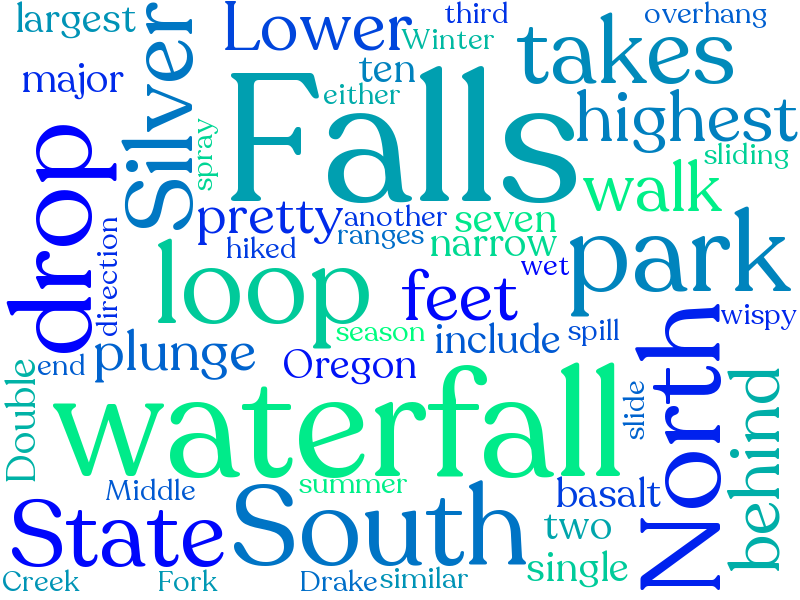 largest
Silver
Lower
third
overhang
Winter
takes
major
ten
either
Falls
highest
spray
sliding
drop
walk
pretty
another
seven
direction
hiked
ranges
narrow
park
loop
wet
feet
North
wispy
season
include
spill
plunge
Oregon
end
Double
waterfall
slide
behind
Middle
summer
basalt
State
South
two
single
Creek
Fork
Drake
similar